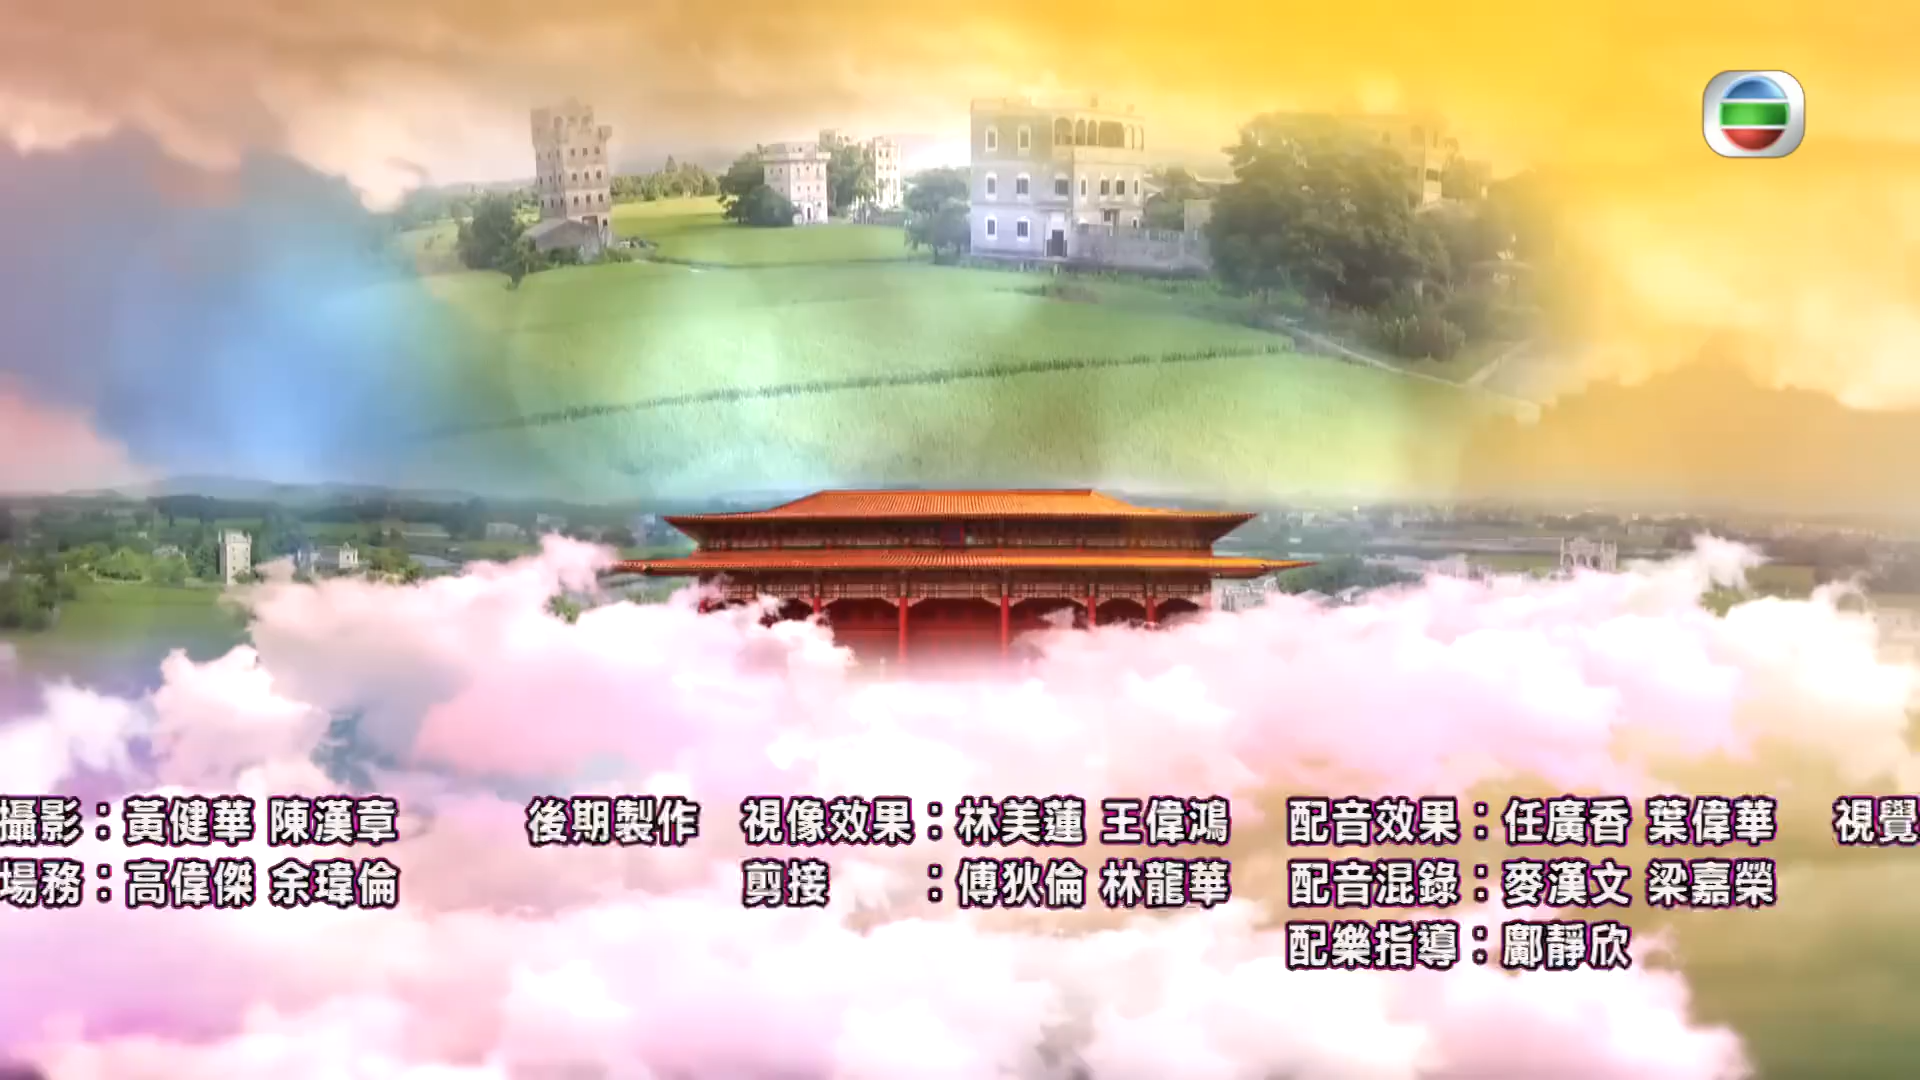 攝影：黃健華 陳漢章 後期製作 視像效果：林美蓮 王偉鴻 配音效果：任廣香 葉偉華 視覺
場務：高偉傑 余瑋倫 剪接　　：傅狄倫 林龍華 配音混錄：麥漢文 梁嘉榮
配樂指導：鄺靜欣